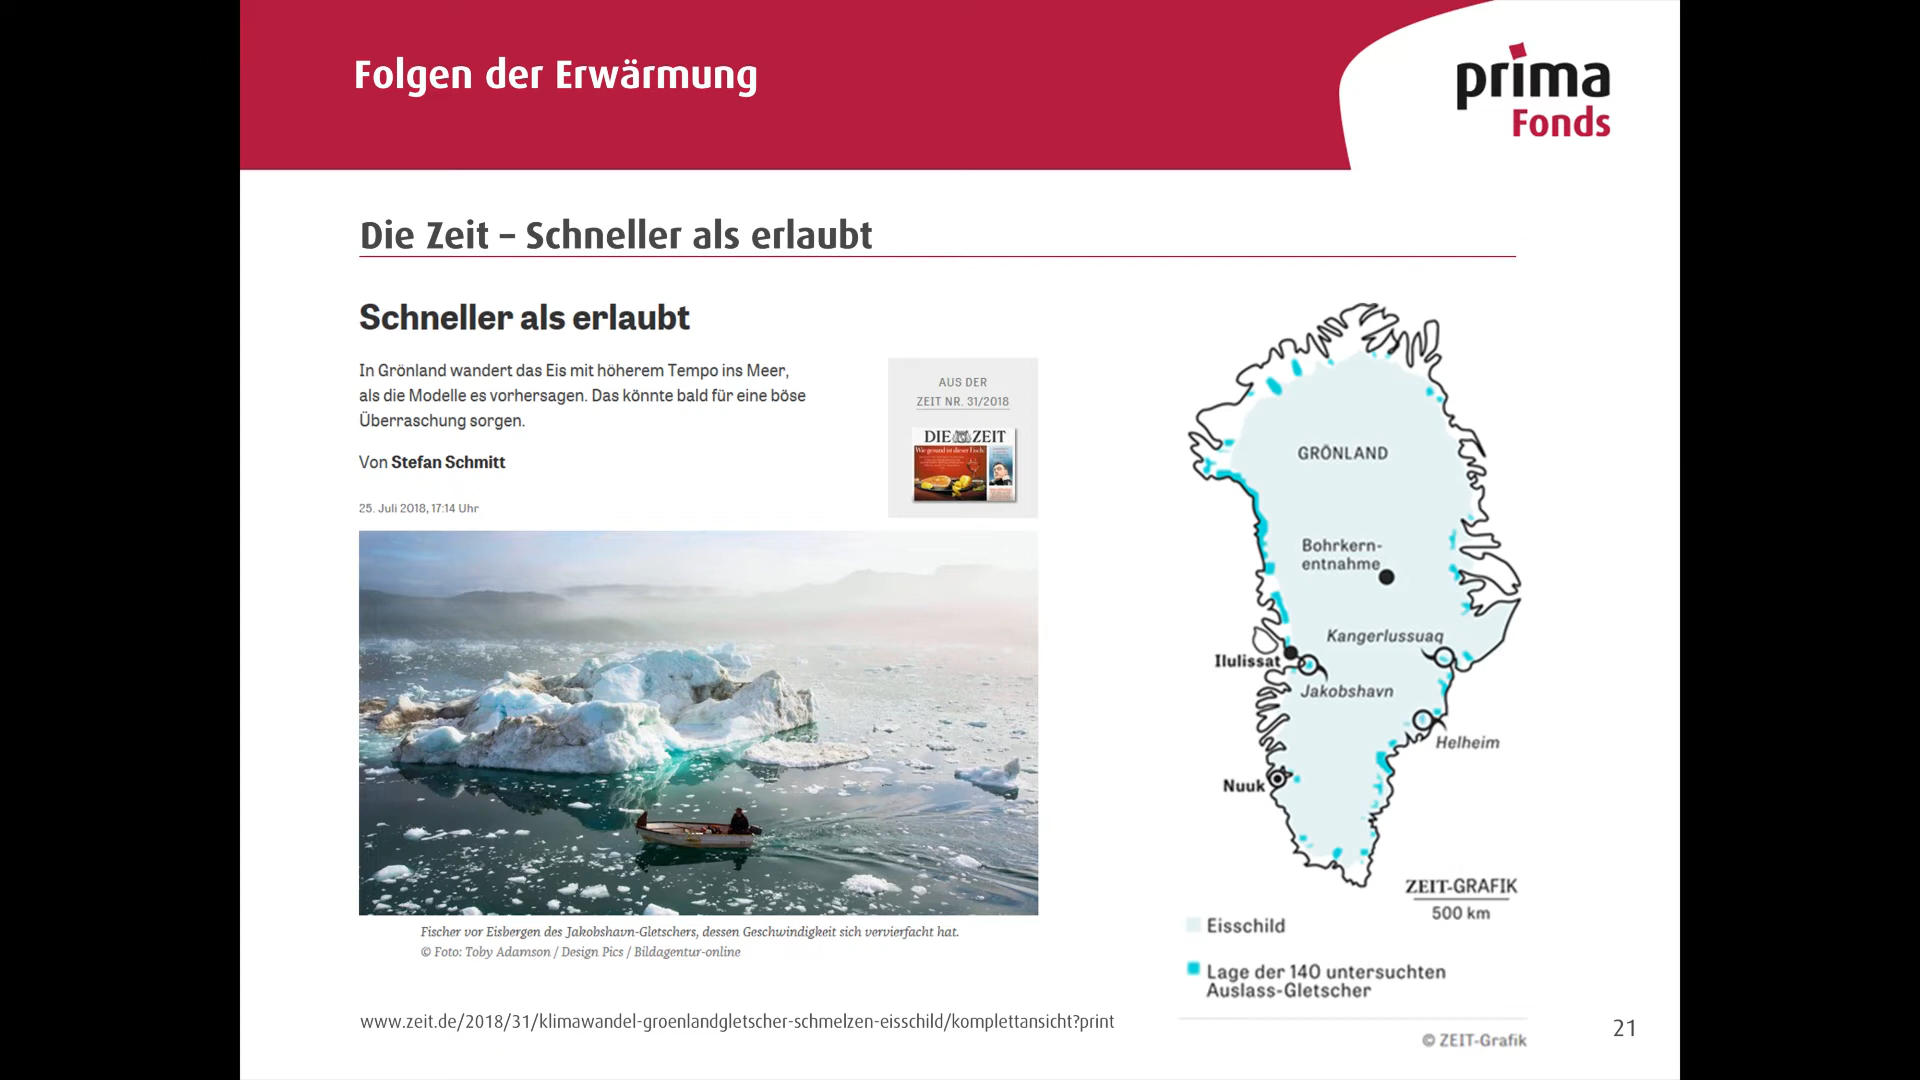 Folgen der Erwärmung
prima
Fonds
Die Zeit – Schneller als erlaubt
Schneller als erlaubt
In Grönland wandert das Eis mit höherem Tempo ins Meer,
als die Modelle es vorhersagen. Das könnte bald für eine böse
Überraschung sorgen.
Von Stefan Schmitt
25. Juli 2018, 17:14 Uhr
AUS DER
ZEIT NR. 31/2018
DIE ZEIT
Wie gesund ist dieser Fisch?
Fischer vor Eisbergen des Jakobshavn-Gletschers, dessen Geschwindigkeit sich vervierfacht hat.
© Foto: Toby Adamson / Design Pics / Bildagentur-online
GRÖNLAND
Bohrkern-
entnahme
Kangerlussuaq
Ilulissat
Jakobshavn
Helheim
Nuuk
ZEIT-GRAFIK
500 km
Eisschild
Lage der 140 untersuchten
Auslass-Gletscher
© ZEIT-Grafik
www.zeit.de/2018/31/klimawandel-groenlandgletscher-schmelzen-eisschild/komplettansicht?print
21